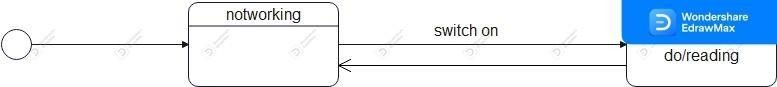 notworking
switch on
Wondershare
EdrawMax
do/reading